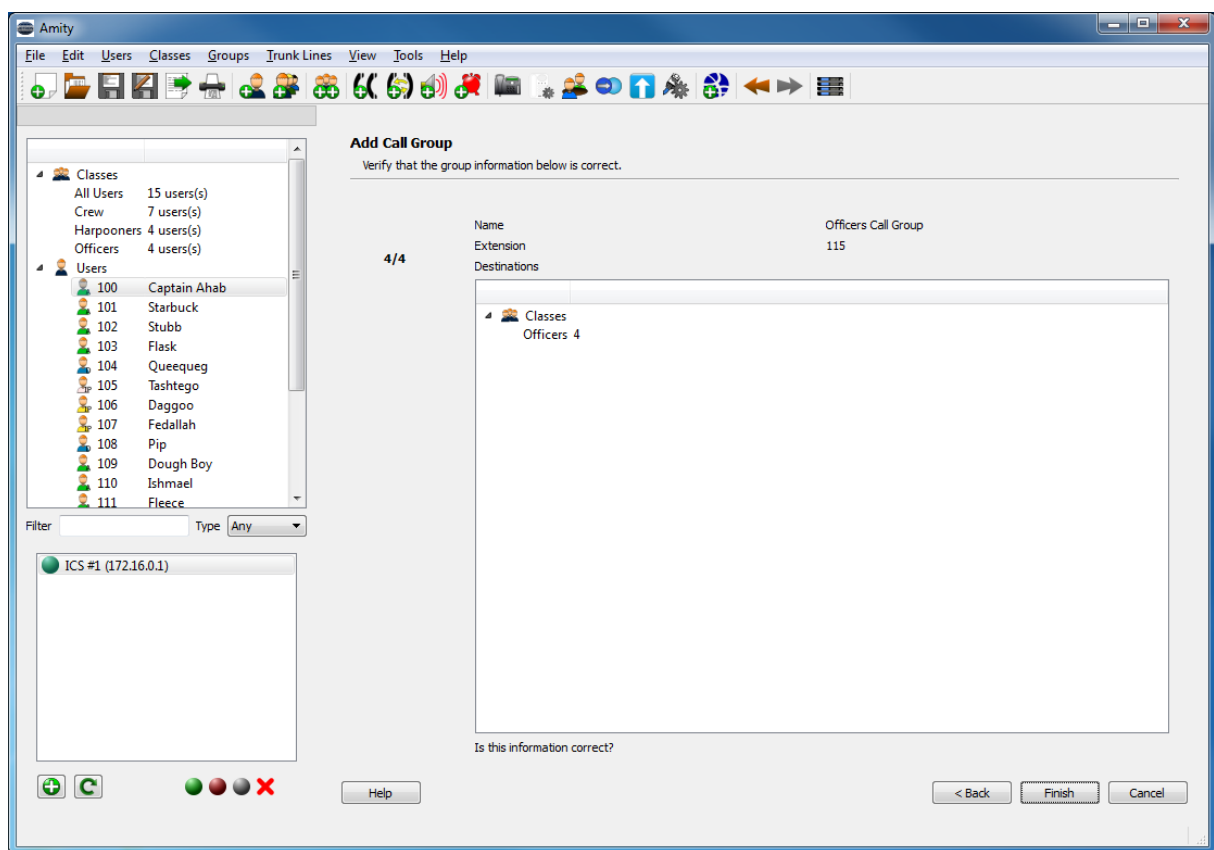 Amity
File Edit Users Classes Groups Trunk Lines View Tools Help
Classes
All Users 15 users(s)
Crew 7 users(s)
Harpooners 4 users(s)
Officers 4 users(s)
Users
100 Captain Ahab
101 Starbuck
102 Stubb
103 Flask
104 Queequeg
105 Tashtego
106 Daggoo
107 Fedallah
108 Pip
109 Dough Boy
110 Ishmael
111 Fleece
Filter Type Any
ICS #1 (172.16.0.1)
Add Call Group
Verify that the group information below is correct.
4/4
Name Officers Call Group
Extension 115
Destinations
Classes
Officers 4
Is this information correct?
Help < Back Finish Cancel